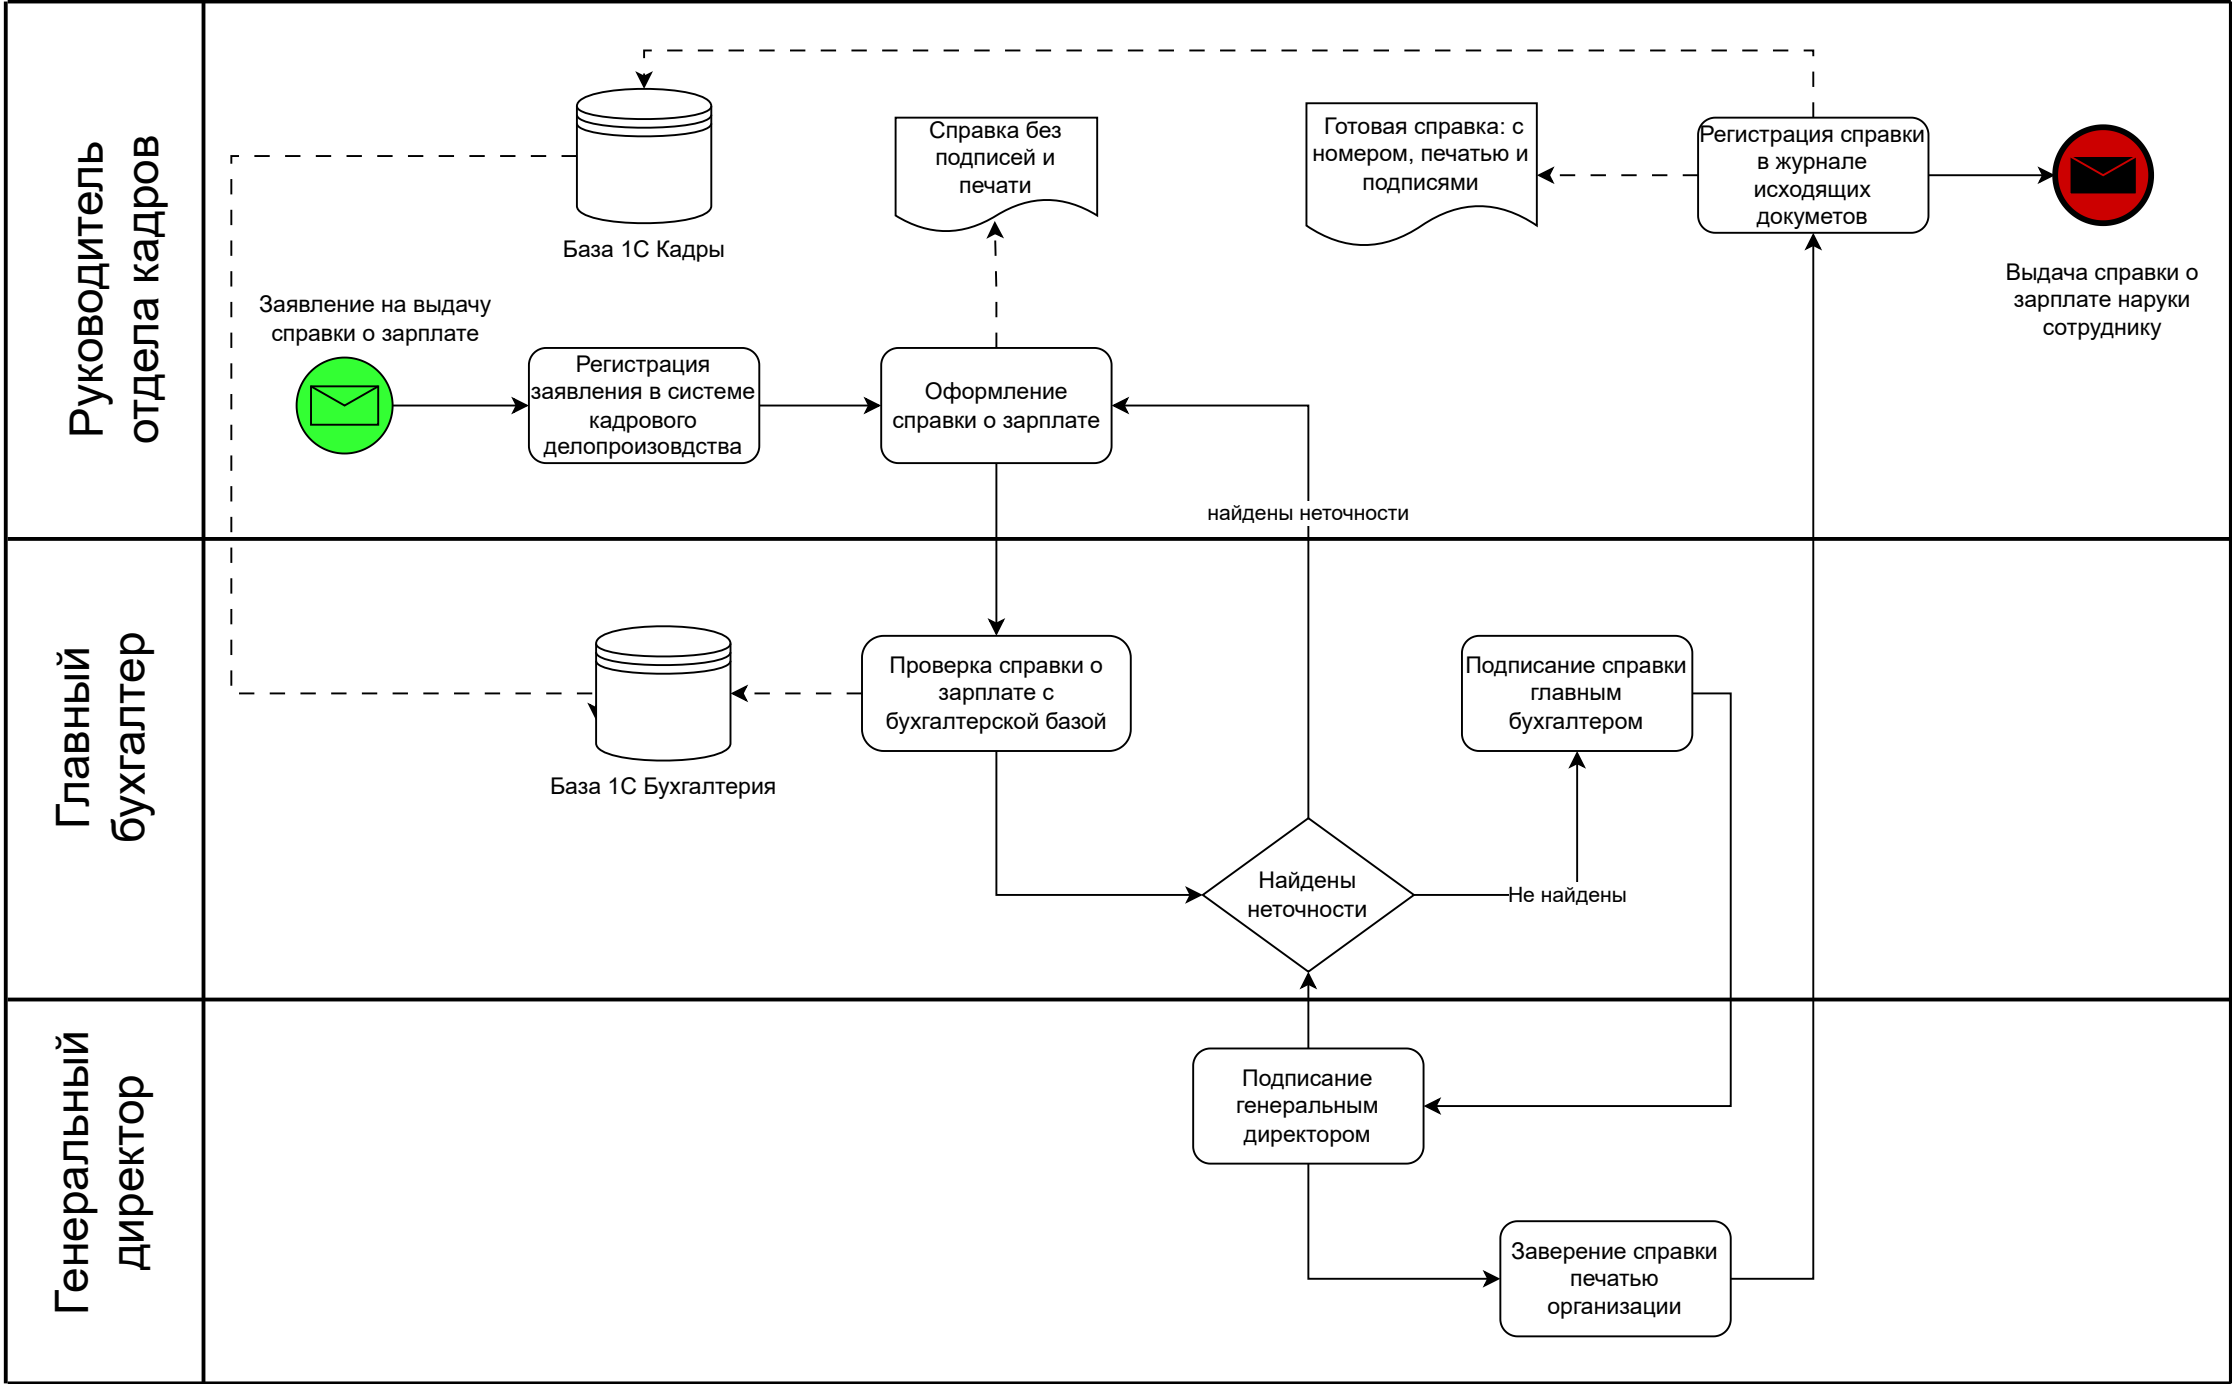 Руководитель
отдела кадров
База 1С Кадры
Справка без
подписей и
печати
Готовая справка: с
номером, печатью и
подписями
Регистрация справки
в журнале
исходящих
докуметов
Выдача справки о
зарплате наруки
сотруднику
Заявление на выдачу
справки о зарплате
Регистрация
заявления в системе
кадрового
делопроизовдства
Оформление
справки о зарплате
найдены неточности
Главный
бухгалтер
База 1С Бухгалтерия
Проверка справки о
зарплате с
бухгалтерской базой
Подписание справки
главным
бухгалтером
Найдены
неточности
Не найдены
Генеральный
директор
Подписание
генеральным
директором
Заверение справки
печатью
организации